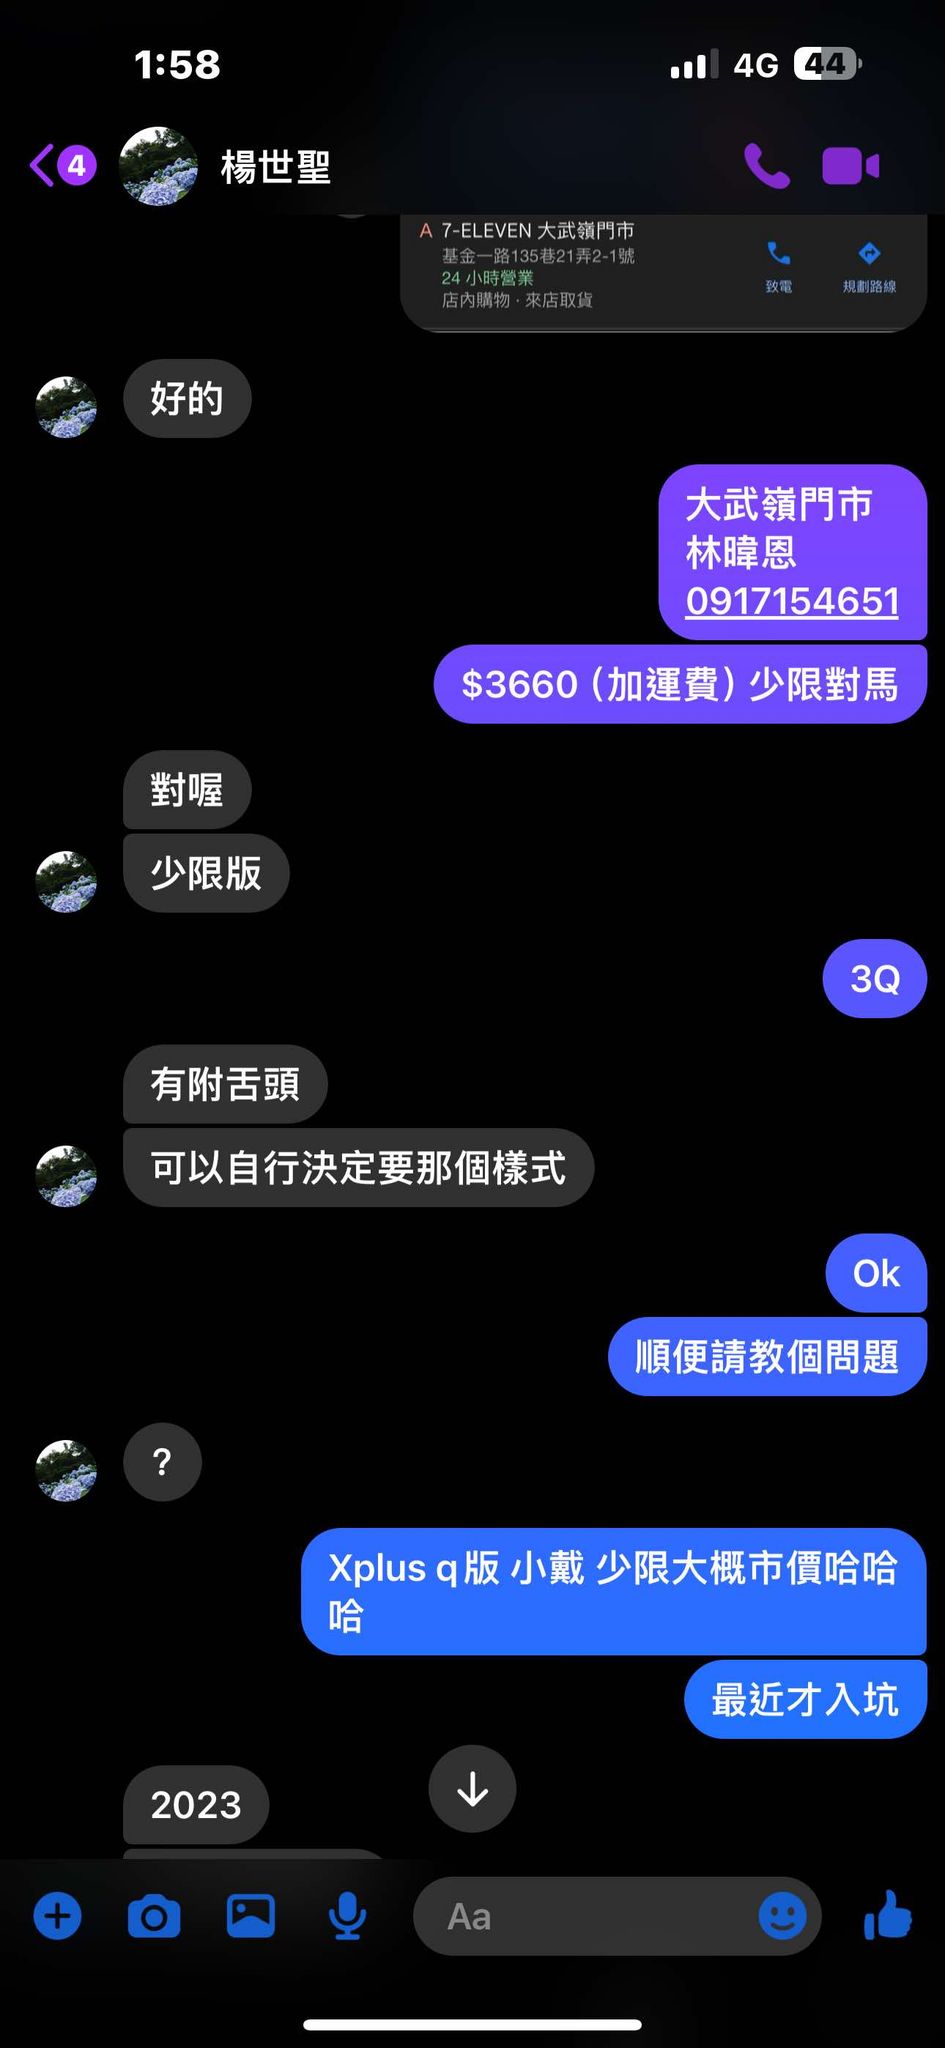 1:58
4G
44
4
楊世聖
A 7-ELEVEN 大武嶺門市
基金一路135巷21弄2-1號
24 小時營業
店內購物 · 來店取貨
致電
規劃路線
好的
大武嶺門市
林暐恩
0917154651
$3660（加運費）少限對馬
對喔
少限版
3Q
有附舌頭
可以自行決定要那個樣式
Ok
順便請教個問題
?
Xplus q版 小戴 少限大概市價哈哈
哈
最近才入坑
2023
Aa